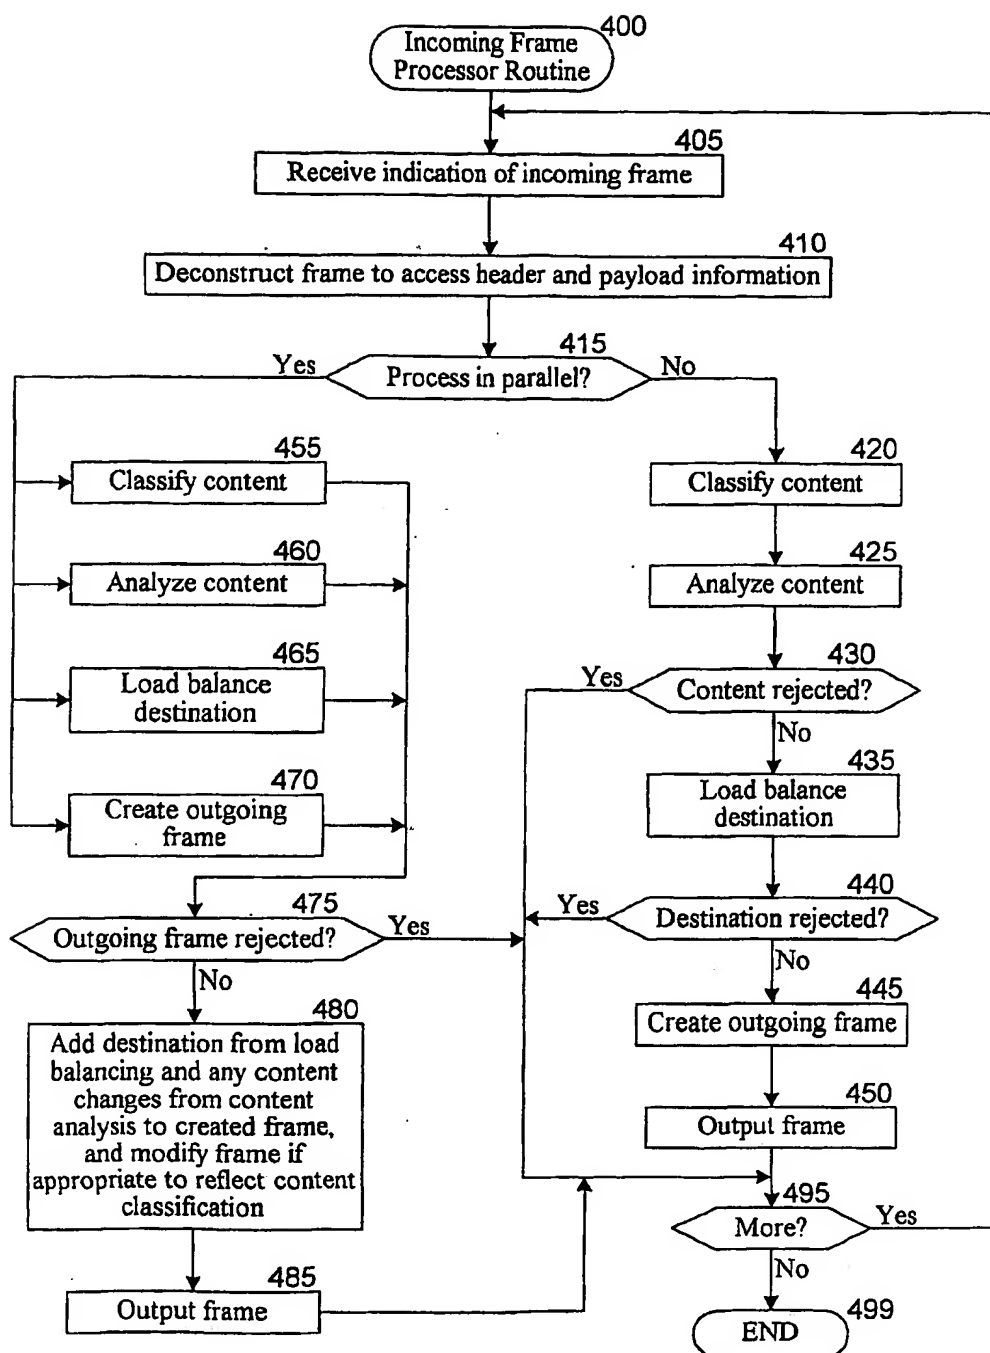 400
Incoming Frame
Processor Routine
405
Receive indication of incoming frame
410
Deconstruct frame to access header and payload information
415
Yes
Process in parallel?
No
455
Classify content
460
Analyze content
465
Load balance
destination
470
Create outgoing
frame
475
Outgoing frame rejected?
Yes
No
480
Add destination from load
balancing and any content
changes from content
analysis to created frame,
and modify frame if
appropriate to reflect content
classification
485
Output frame
420
Classify content
425
Analyze content
430
Yes
Content rejected?
No
435
Load balance
destination
440
Yes
Destination rejected?
No
445
Create outgoing frame
450
Output frame
495
More?
Yes
No
499
END